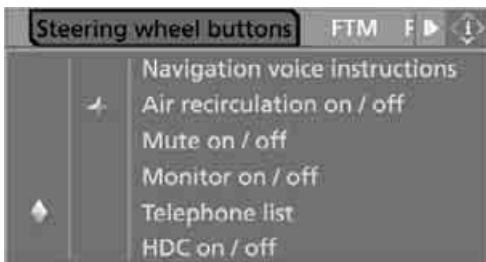 Steering wheel buttons FTM F
Navigation voice instructions
Air recirculation on / off
Mute on / off
Monitor on / off
Telephone list
HDC on / off